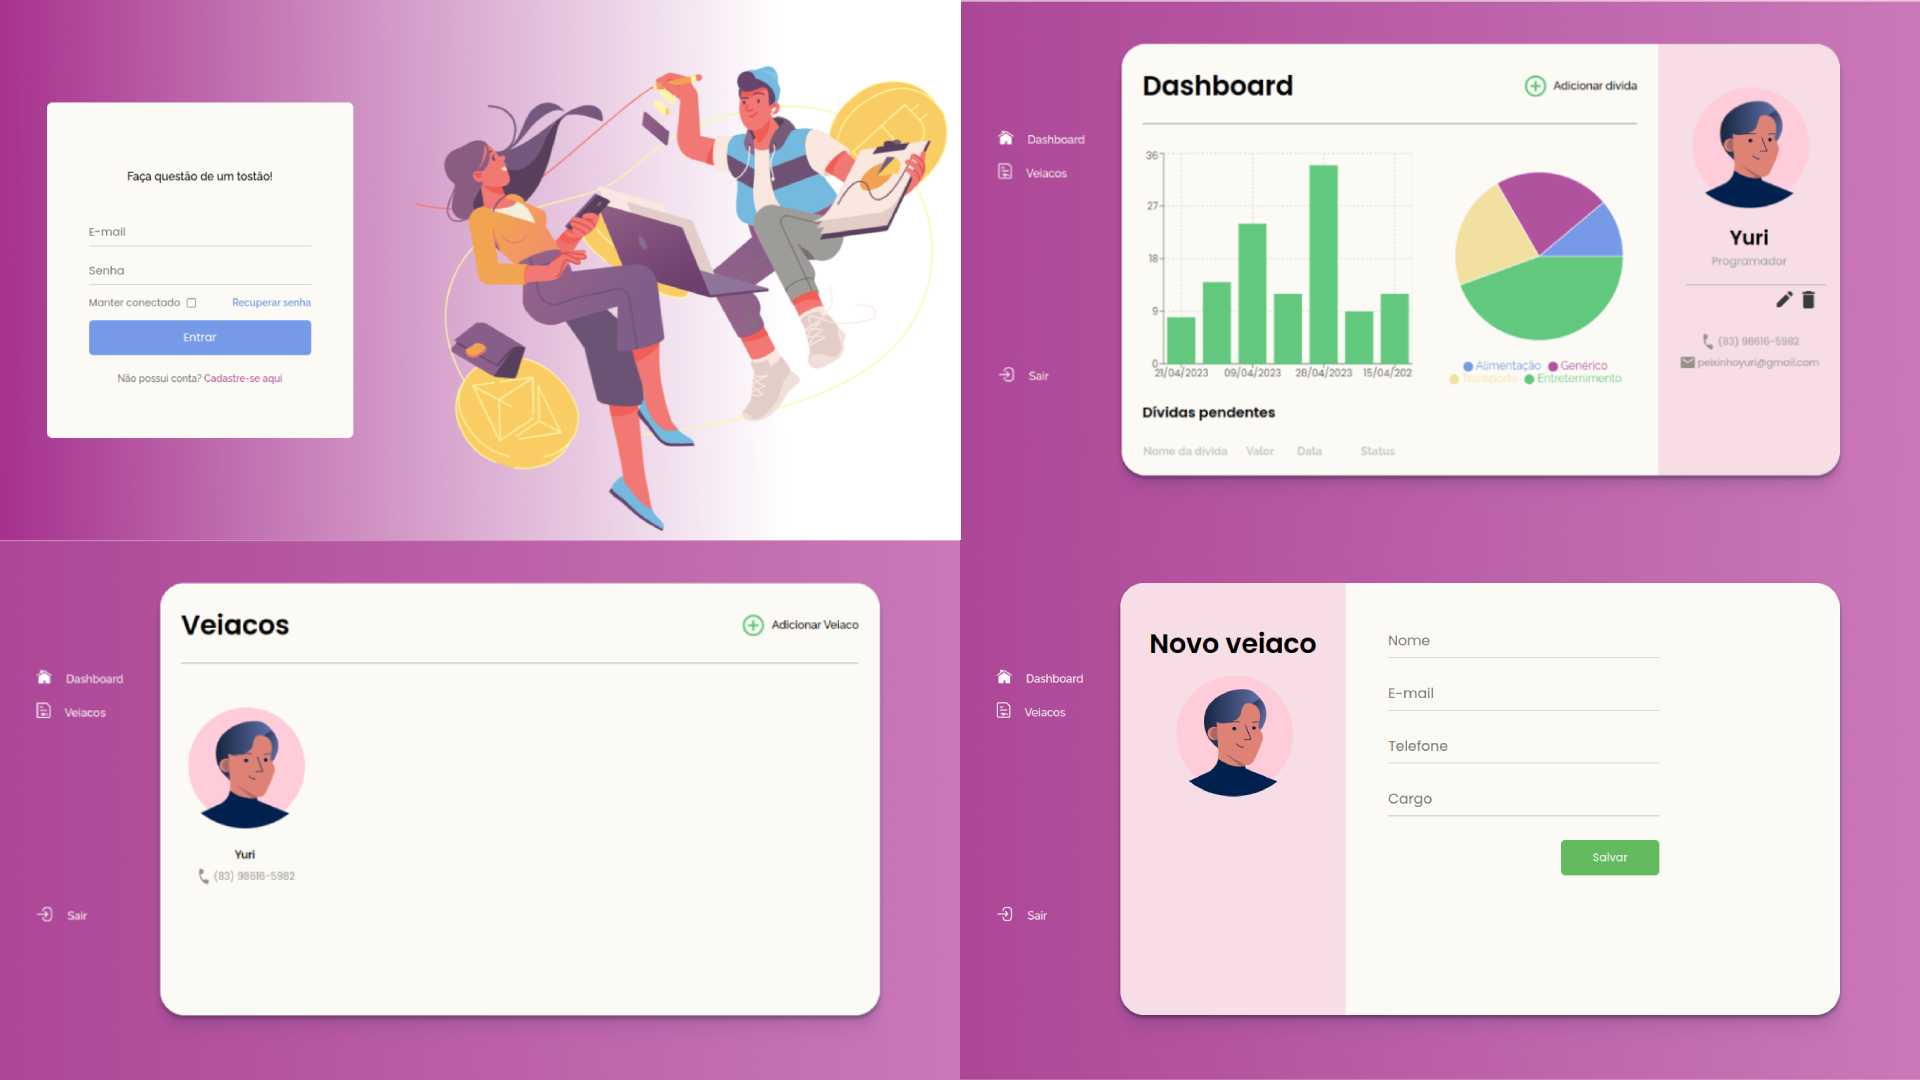 Faça questão de um tostão!
E-mail
Senha
Manter conectado
Recuperar senha
Entrar
Não possui conta? Cadastre-se aqui
Dashboard
Veiacos
Sair
Dashboard
Adicionar dívida
36
27
18
9
0
21/04/2023 09/04/2023 28/04/2023 15/04/202
Alimentação Genérico
Transporte Entreternimento
Dívidas pendentes
Nome da dívida Valor Data Status
Yuri
Programador
(83) 98616-5982
peixinhoyuri@gmail.com
Dashboard
Veiacos
Sair
Veiacos
Adicionar Veiaco
Yuri
(83) 98616-5982
Dashboard
Veiacos
Sair
Novo veiaco
Nome
E-mail
Telefone
Cargo
Salvar